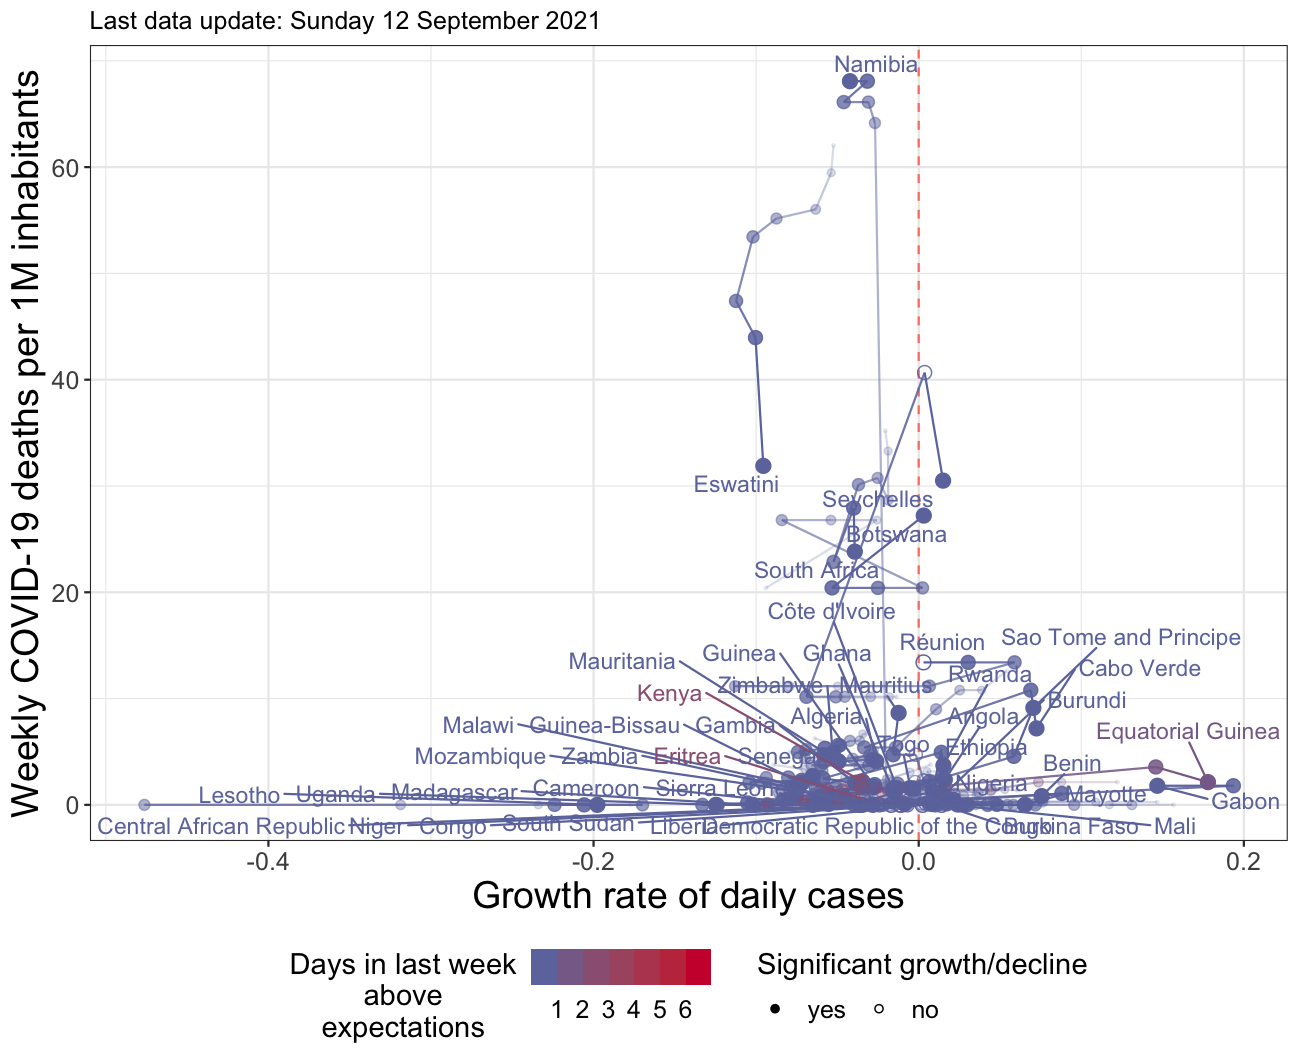 Last data update: Sunday 12 September 2021
Weekly COVID-19 deaths per 1M inhabitants
60
40
20
0
Namibia
Eswatini
Seychelles
Botswana
South Africa
Côte d'Ivoire
Réunion
Sao Tome and Principe
Mauritania
Guinea
Ghana
Cabo Verde
Kenya
Zimbabwe
Mauritius
Rwanda
Burundi
Malawi
Guinea-Bissau
Gambia
Algeria
Angola
Equatorial Guinea
Mozambique
Zambia
Eritrea
Senegal
Togo
Ethiopia
Benin
Lesotho
Uganda
Madagascar
Cameroon
Sierra Leone
Nigeria
Mayotte
Gabon
Central African Republic
Niger
Congo
South Sudan
Liberia
Democratic Republic of the Congo
Burkina Faso
Mali
-0.4
-0.2
0.0
0.2
Growth rate of daily cases
Days in last week
above
expectations
1 2 3 4 5 6
Significant growth/decline
yes
no